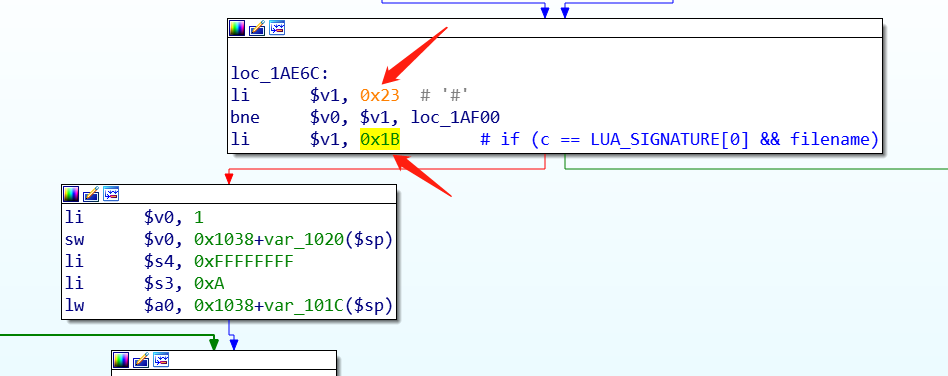 loc_1AE6C:
li $v1, 0x23 # '#'
bne $v0, $v1, loc_1AF00
li $v1, 0x1B # if (c == LUA_SIGNATURE[0] && filename)
li $v0, 1
sw $v0, 0x1038+var_1020($sp)
li $s4, 0xFFFFFFFF
li $s3, 0xA
lw $a0, 0x1038+var_101C($sp)